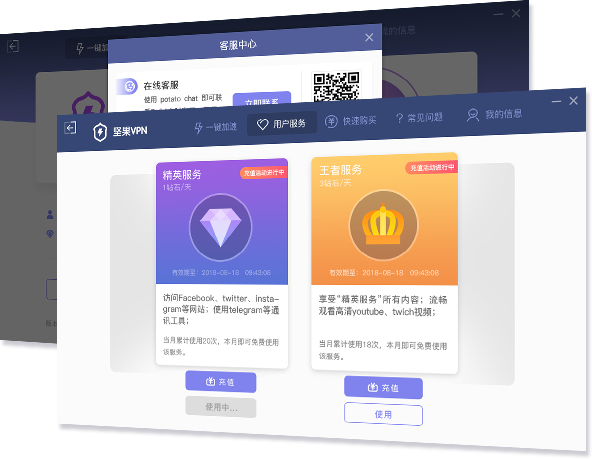 一键加
的信息
客服中心
在线客服
使用 potato chat 即可联
立即联系
版本
坚果VPN
一键加速
用户服务
快速购买
常见问题
我的信息
精英服务
1钻石/天
充值活动进行中
有效期至：2018-06-18 09:43:06
访问Facebook、twitter、insta-
gram等网站；使用telegram等通
讯工具；
当月累计使用20次，本月即可免费使用
该服务。
充值
使用中...
王者服务
3钻石/天
充值活动进行中
有效期至：2018-06-18 09:43:06
享受“精英服务”所有内容；流畅
观看高清youtube、twich视频；
当月累计使用18次，本月即可免费使用
该服务。
充值
使用